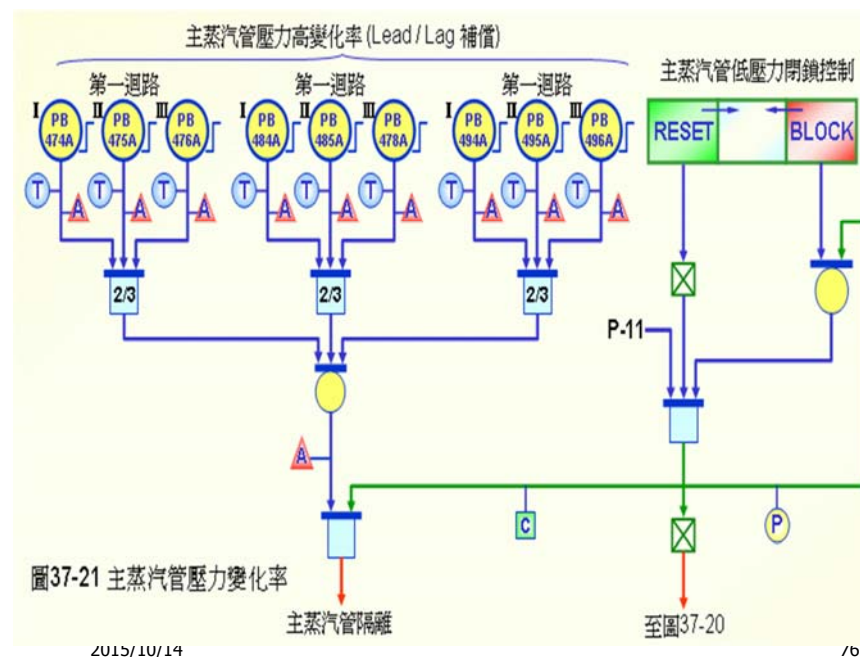 主蒸汽管壓力高變化率 (Lead / Lag 補償)
第一迴路 第一迴路 第一迴路
主蒸汽管低壓力閉鎖控制
I PB 474A II PB 475A III PB 476A
I PB 484A II PB 485A III PB 478A
I PB 494A II PB 495A III PB 496A
RESET BLOCK
T T T T T T T T T
A A A A A A A A A
2/3 2/3 2/3
P-11
A
C P
圖37-21 主蒸汽管壓力變化率
主蒸汽管隔離
至圖37-20
2015/10/14 76